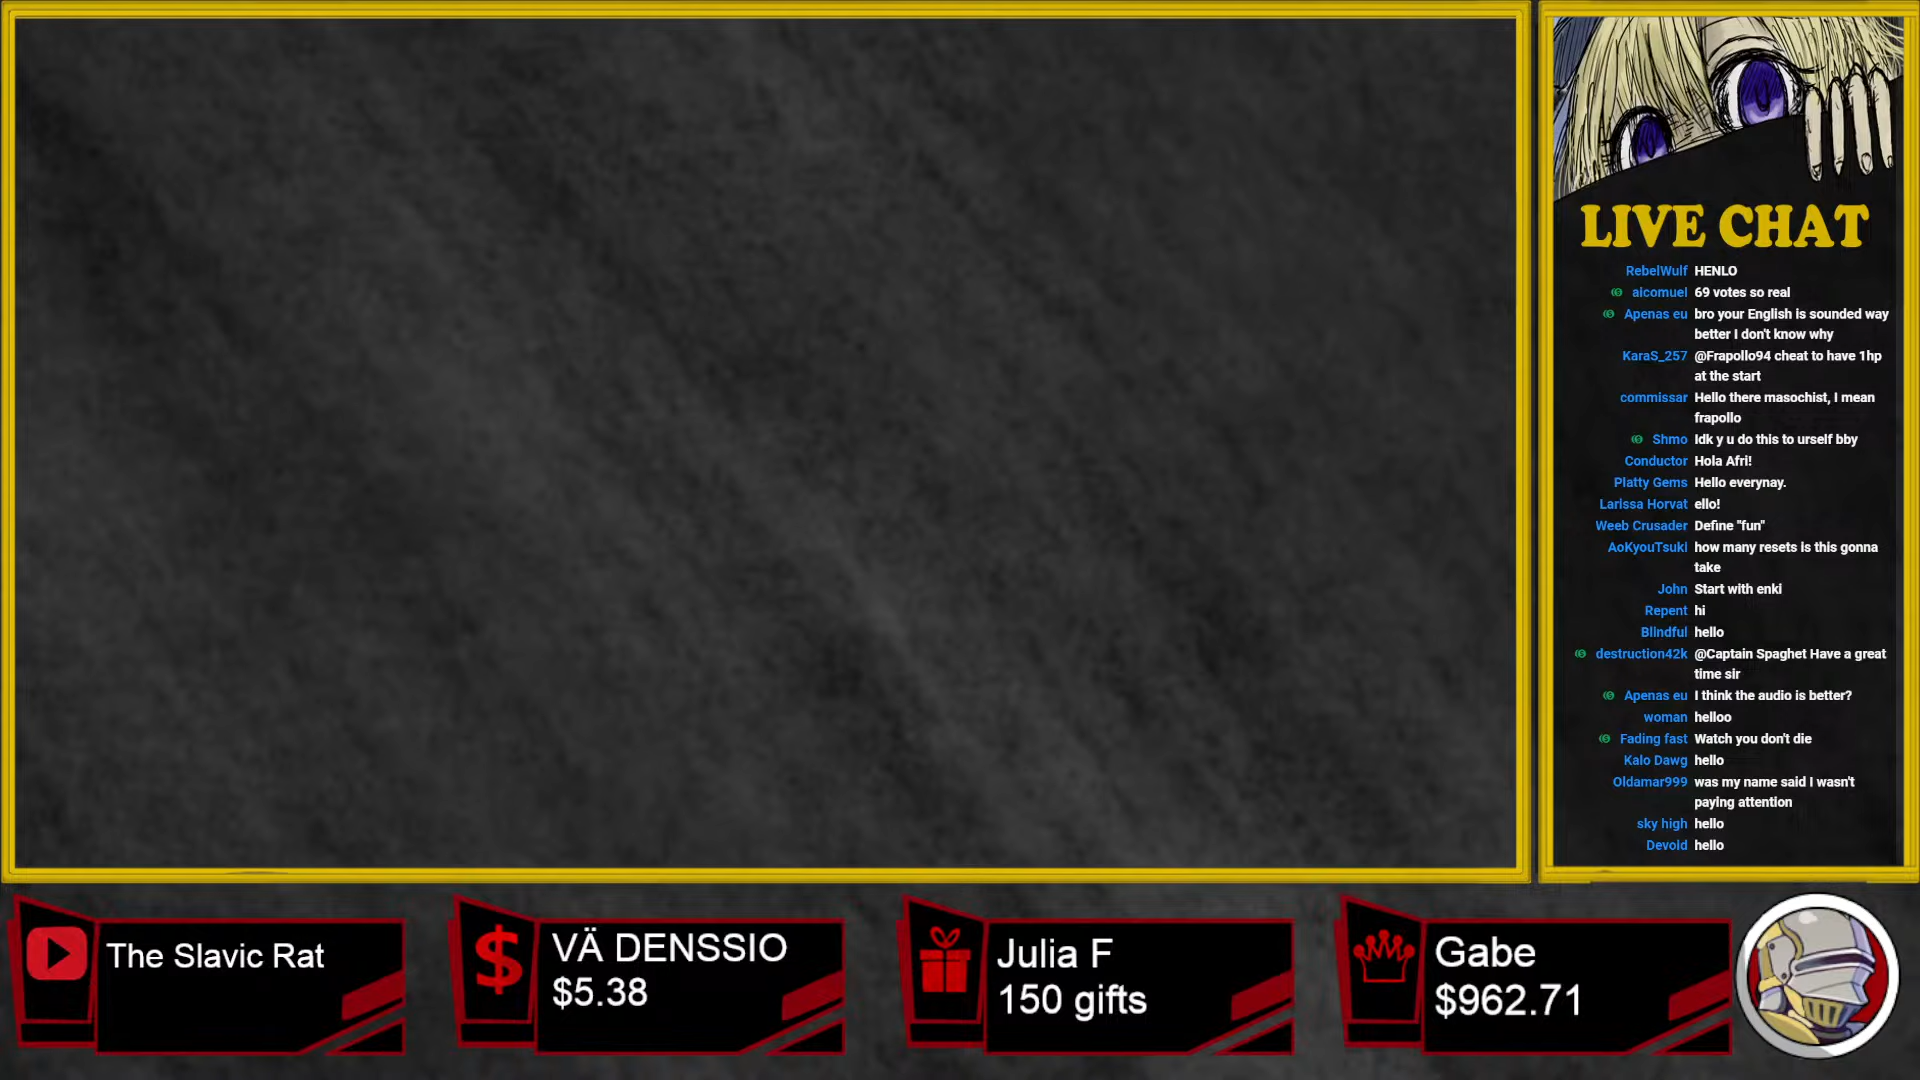 LIVE CHAT
RebelWulf HENLO
aicomuel 69 votes so real
Apenas eu bro your English is sounded way
better I don't know why
KaraS_257 @Frapollo94 cheat to have 1hp
at the start
commissar Hello there masochist, I mean
frapollo
Shmo Idk y u do this to urself bby
Conductor Hola Afri!
Platty Gems Hello everynay.
Larissa Horvat ello!
Weeb Crusader Define "fun"
AoKyouTsuki how many resets is this gonna
take
John Start with enki
Repent hi
Blindful hello
destruction42k @Captain Spaghet Have a great
time sir
Apenas eu I think the audio is better?
woman helloo
Fading fast Watch you don't die
Kalo Dawg hello
Oldamar999 was my name said I wasn't
paying attention
sky high hello
Devoid hello
The Slavic Rat
VÄ DENSSIO
$5.38
Julia F
150 gifts
Gabe
$962.71